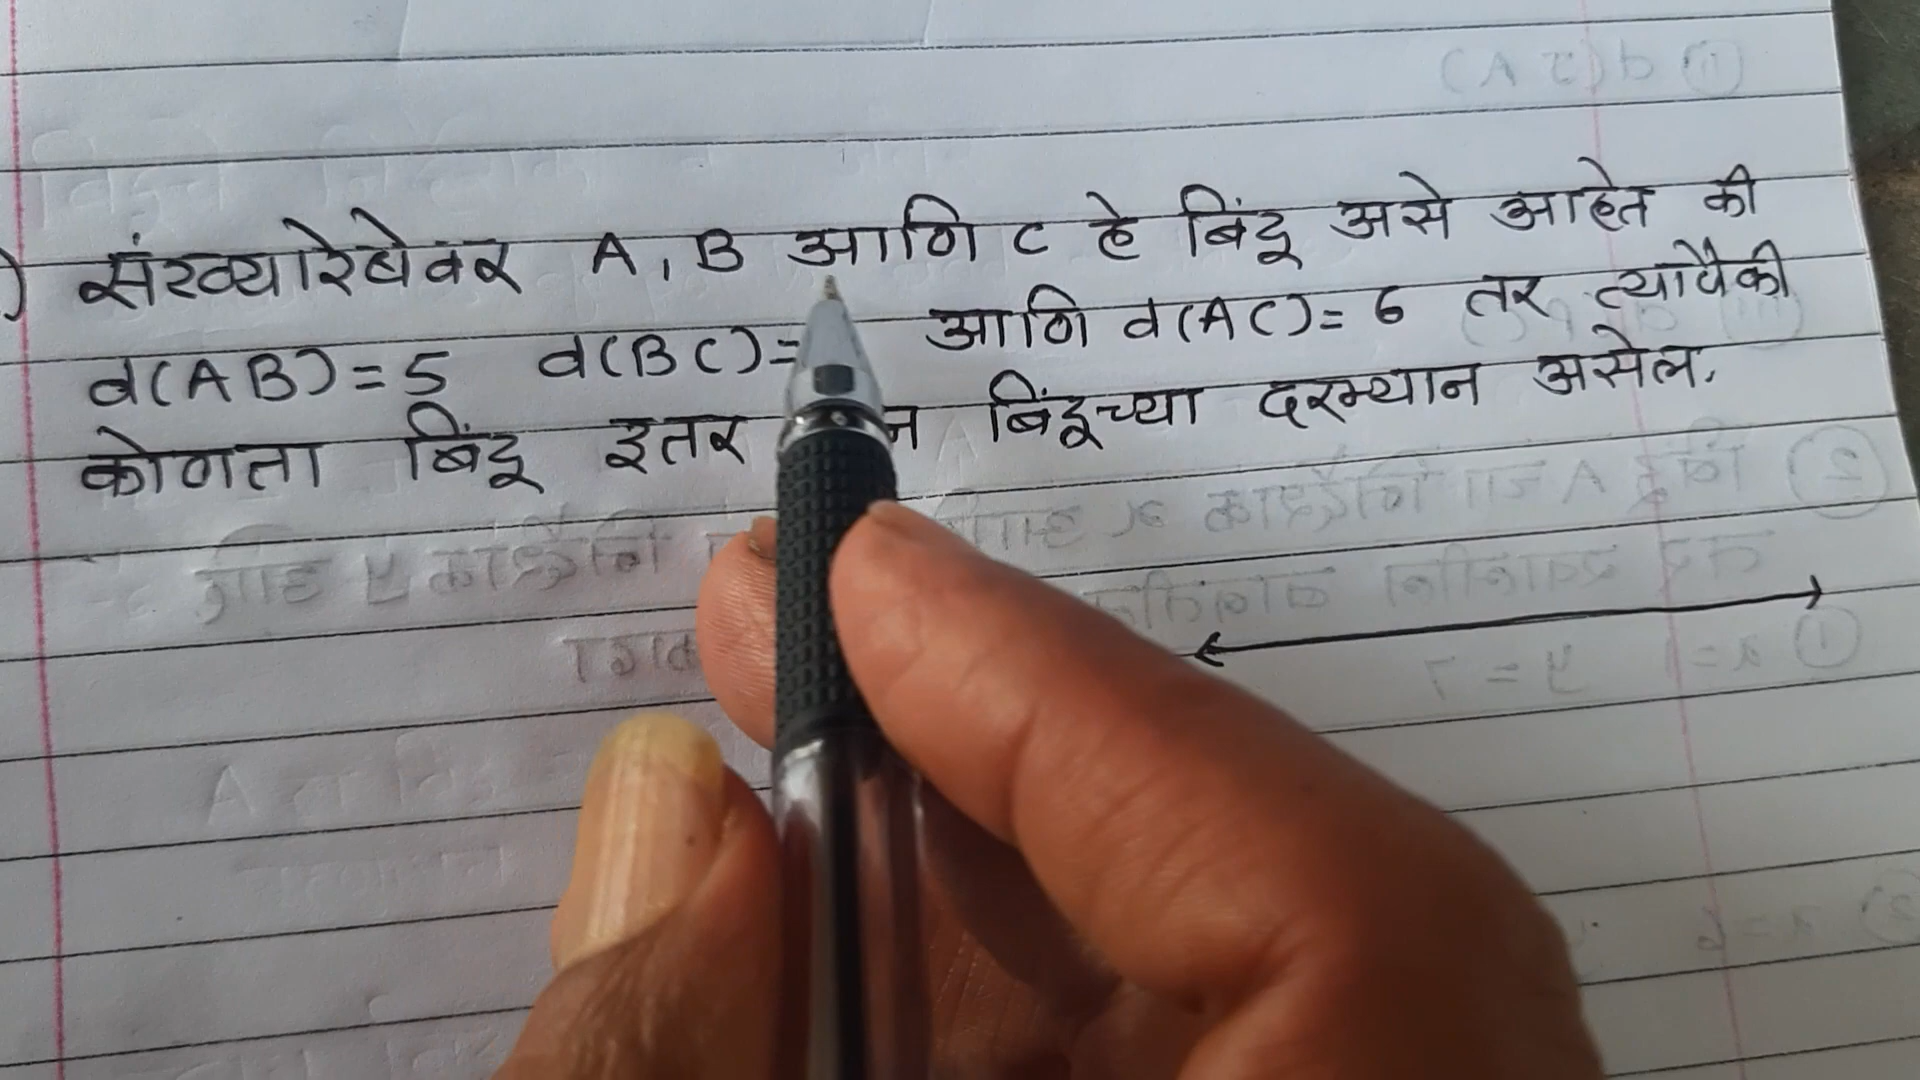 संख्यारेषेवर A, B आणि C हे बिंदू असे आहेत की
d(AB)=5 d(BC)= आणि d(AC)= 6 तर त्यापैकी
कोणता बिंदू इतर बिंदूच्या दरम्यान असेल.